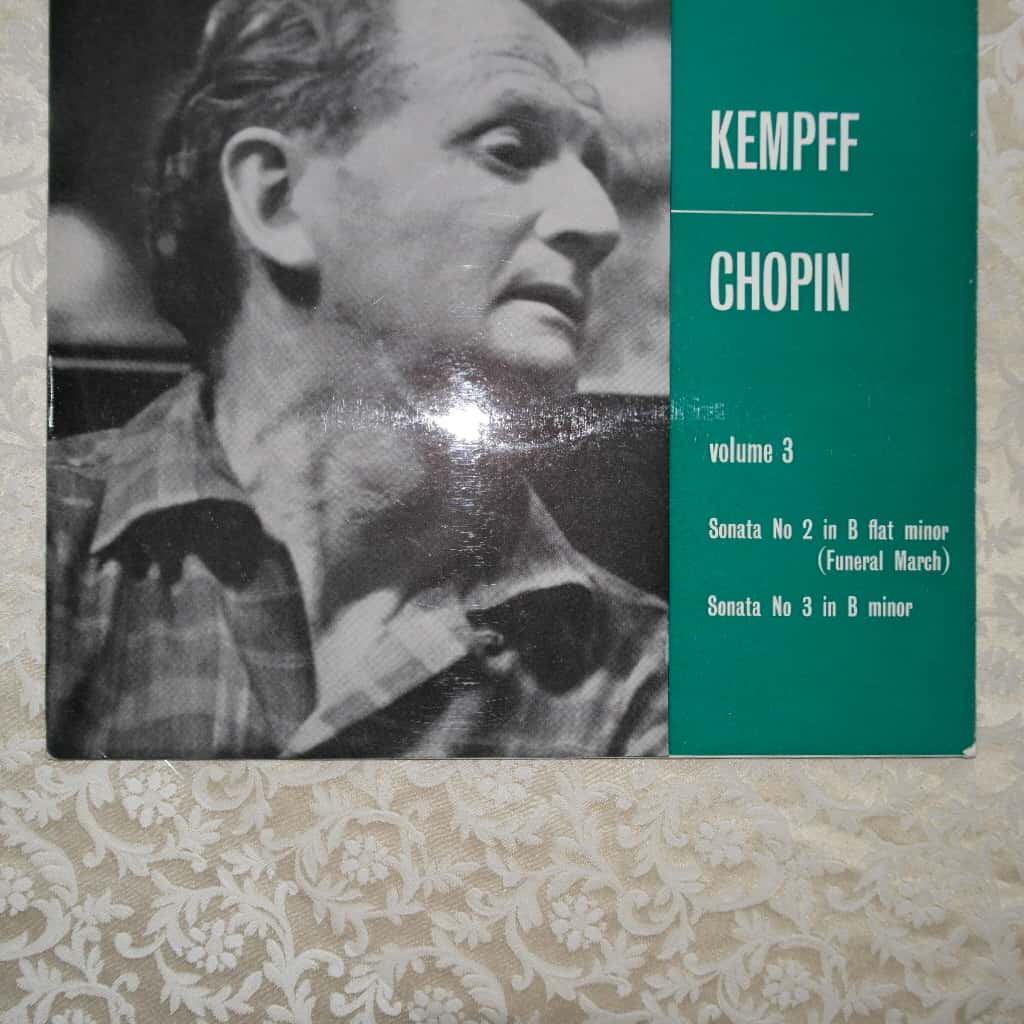 KEMPFF
CHOPIN
volume 3
Sonata No 2 in B flat minor
(Funeral March)
Sonata No 3 in B minor